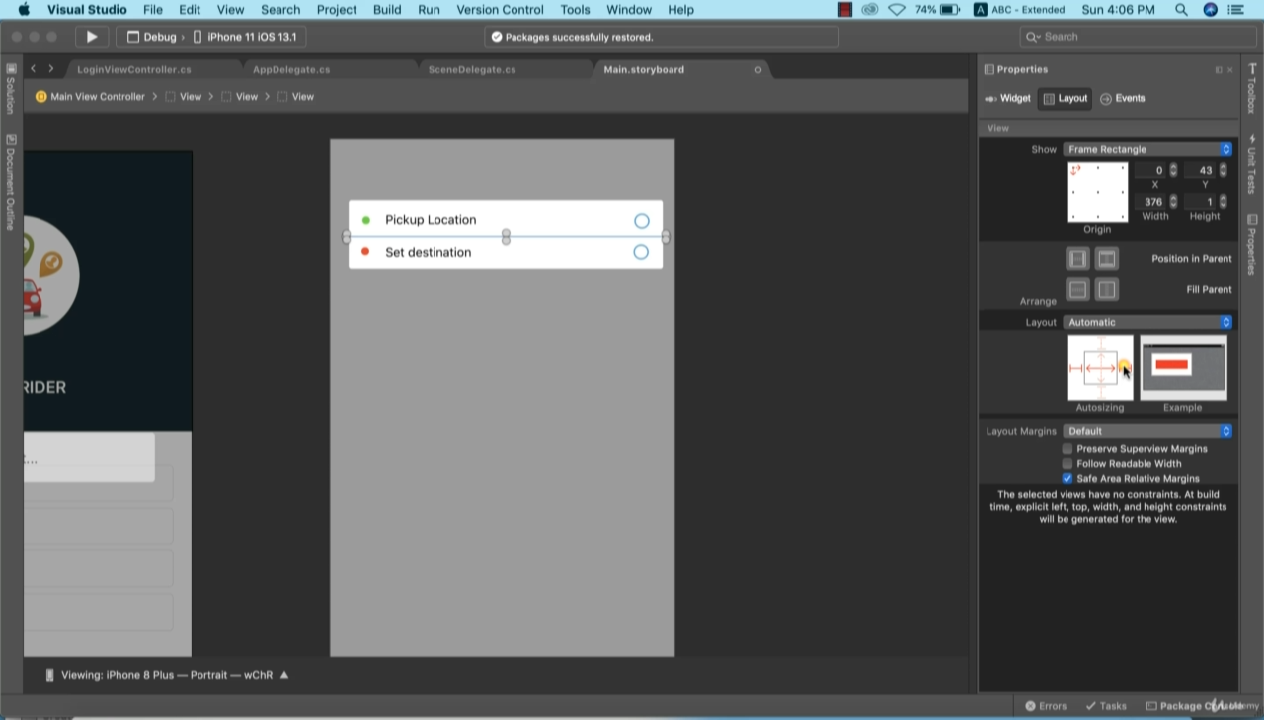 Visual Studio File Edit View Search Project Build Run Version Control Tools Window Help 74% A ABC - Extended Sun 4:06 PM
Debug › iPhone 11 iOS 13.1 Packages successfully restored. Search
LoginViewController.cs AppDelegate.cs SceneDelegate.cs Main.storyboard
Main View Controller > View > View > View
Solution
Document Outline
RIDER
...
Pickup Location
Set destination
Viewing: iPhone 8 Plus — Portrait — wChR
Properties
Widget Layout Events
View
Show Frame Rectangle
0 43
X Y
376 1
Width Height
Origin
Position in Parent
Fill Parent
Arrange
Layout Automatic
Autosizing Example
Layout Margins Default
Preserve Superview Margins
Follow Readable Width
Safe Area Relative Margins
The selected views have no constraints. At build
time, explicit left, top, width, and height constraints
will be generated for the view.
Toolbox
Unit Tests
Properties
Errors Tasks Package